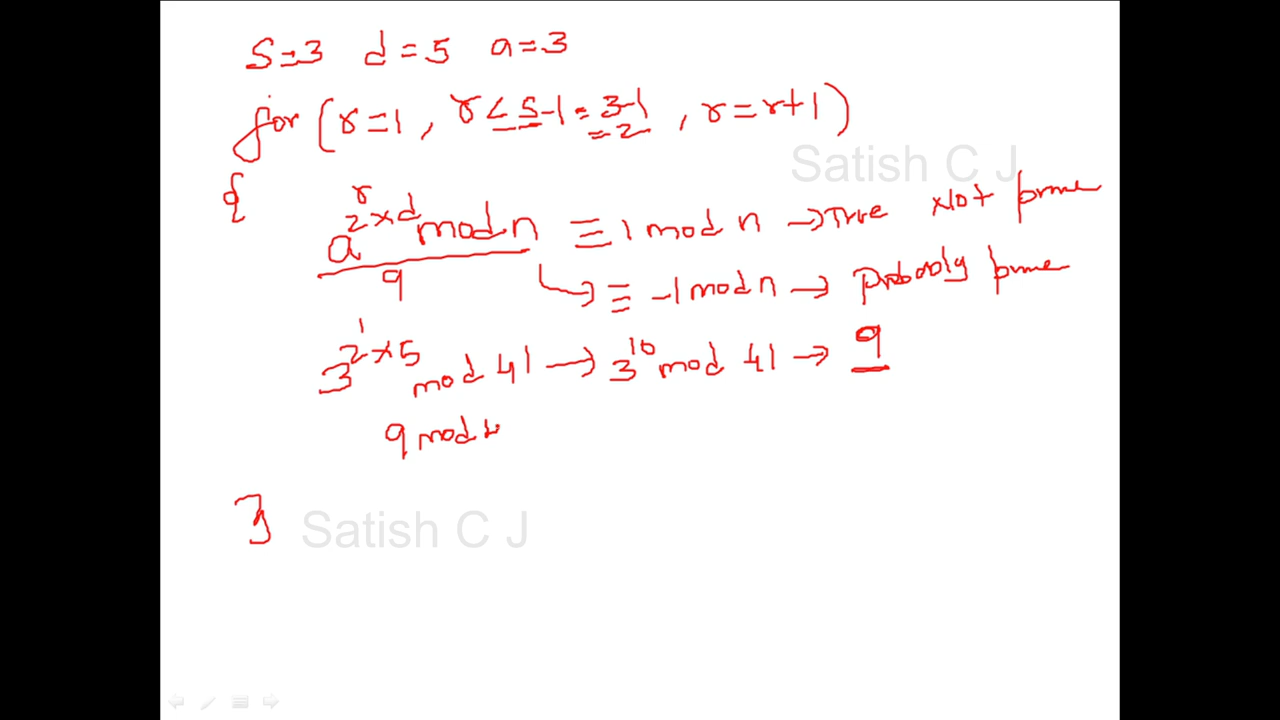 S=3 d=5 a=3
for (r=1, r ≤ s-1 = 3-1 = 2, r=r+1)
Satish C J
{
a^{2^r × d} mod n ≡ 1 mod n → True Not prime
9
↳ ≡ -1 mod n → Probably prime
3^{2^1 × 5} mod 41 → 3^{10} mod 41 → 9
9 mod 4
}
Satish C J